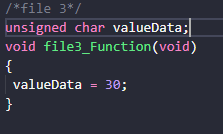 /*file 3*/
unsigned char valueData;
void file3_Function(void)
{
 valueData = 30;
}